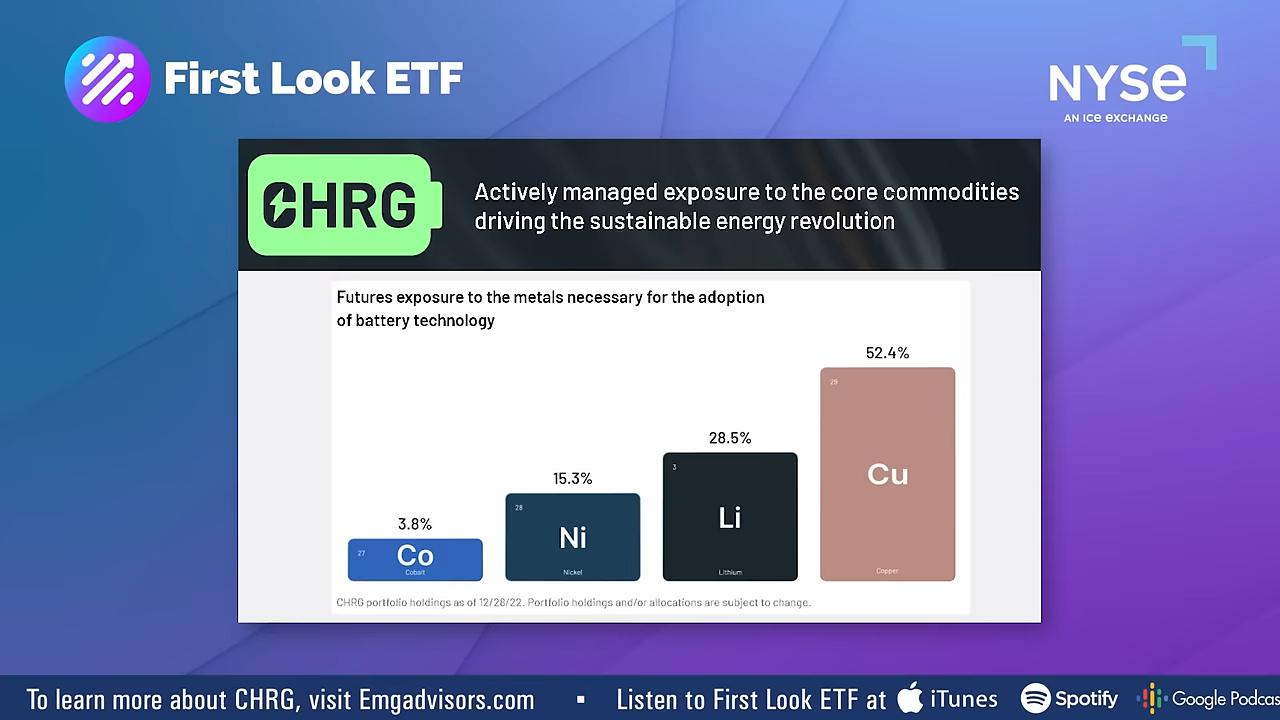 First Look ETF
NYSE
AN ICE EXCHANGE
CHRG
Actively managed exposure to the core commodities
driving the sustainable energy revolution
Futures exposure to the metals necessary for the adoption
of battery technology
3.8%
27
Co
Cobalt
15.3%
28
Ni
Nickel
28.5%
3
Li
Lithium
52.4%
29
Cu
Copper
CHRG portfolio holdings as of 12/28/22. Portfolio holdings and/or allocations are subject to change.
To learn more about CHRG, visit Emgadvisors.com ▪ Listen to First Look ETF at iTunes Spotify Google Podcas